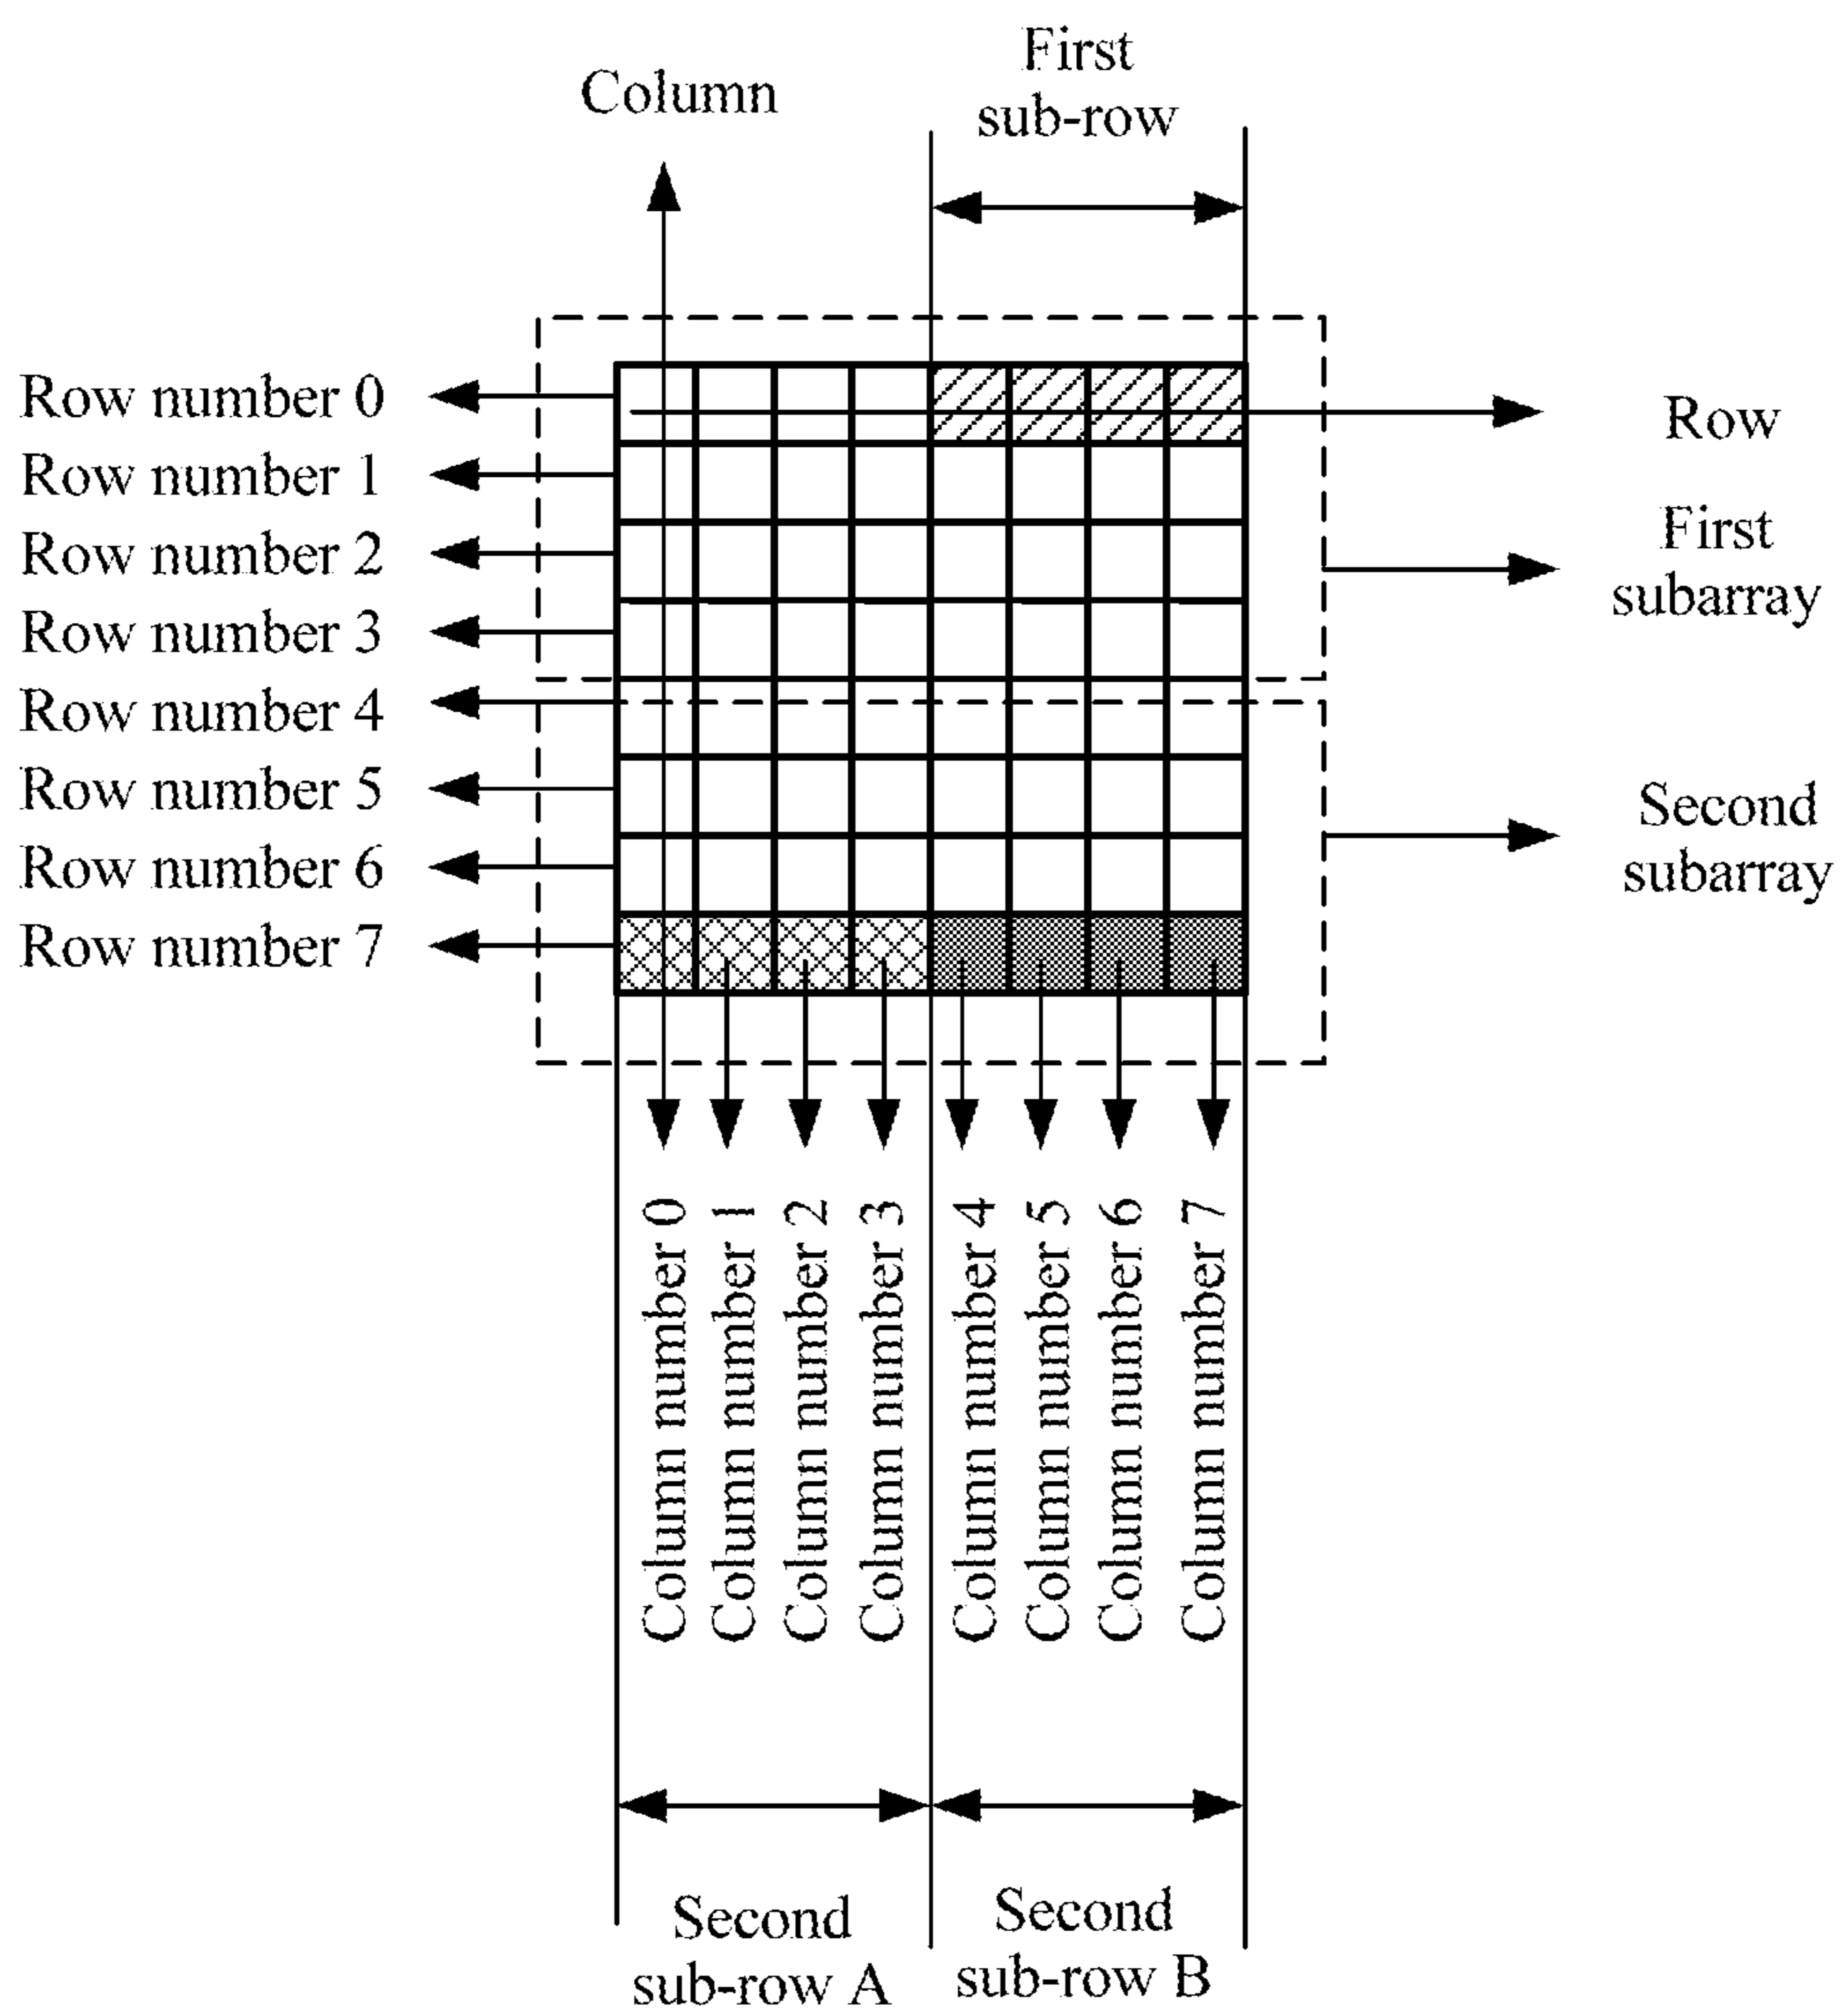 First
sub-row
Column
Row number 0
Row number 1
Row number 2
Row number 3
Row number 4
Row number 5
Row number 6
Row number 7
Row
First
subarray
Second
subarray
Column number 0
Column number 1
Column number 2
Column number 3
Column number 4
Column number 5
Column number 6
Column number 7
Second
sub-row A
Second
sub-row B